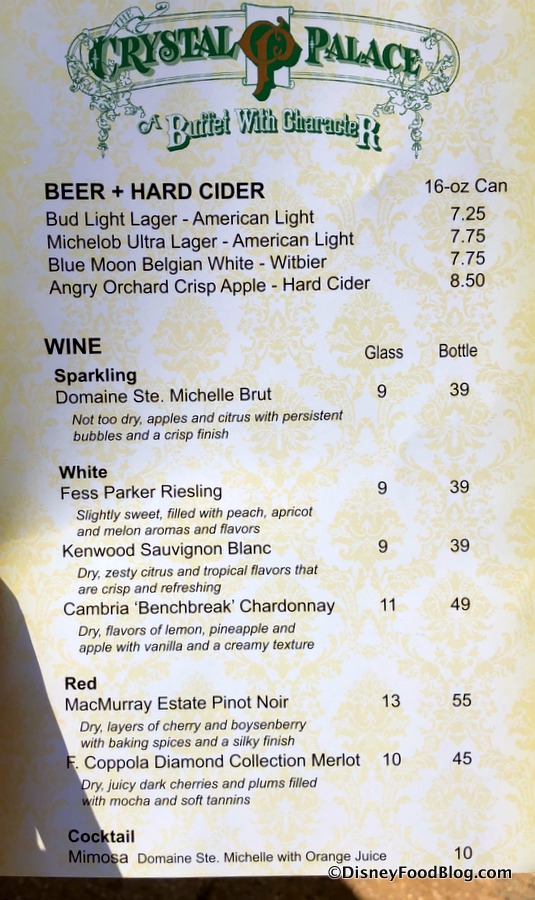 THE
CRYSTAL CP PALACE
A Buffet With CharacteR
BEER + HARD CIDER 16-oz Can
Bud Light Lager - American Light 7.25
Michelob Ultra Lager - American Light 7.75
Blue Moon Belgian White - Witbier 7.75
Angry Orchard Crisp Apple - Hard Cider 8.50
WINE Glass Bottle
Sparkling
Domaine Ste. Michelle Brut 9 39
Not too dry, apples and citrus with persistent
bubbles and a crisp finish
White
Fess Parker Riesling 9 39
Slightly sweet, filled with peach, apricot
and melon aromas and flavors
Kenwood Sauvignon Blanc 9 39
Dry, zesty citrus and tropical flavors that
are crisp and refreshing
Cambria ‘Benchbreak’ Chardonnay 11 49
Dry, flavors of lemon, pineapple and
apple with vanilla and a creamy texture
Red
MacMurray Estate Pinot Noir 13 55
Dry, layers of cherry and boysenberry
with baking spices and a silky finish
F. Coppola Diamond Collection Merlot 10 45
Dry, juicy dark cherries and plums filled
with mocha and soft tannins
Cocktail
Mimosa Domaine Ste. Michelle with Orange Juice 10
©DisneyFoodBlog.com